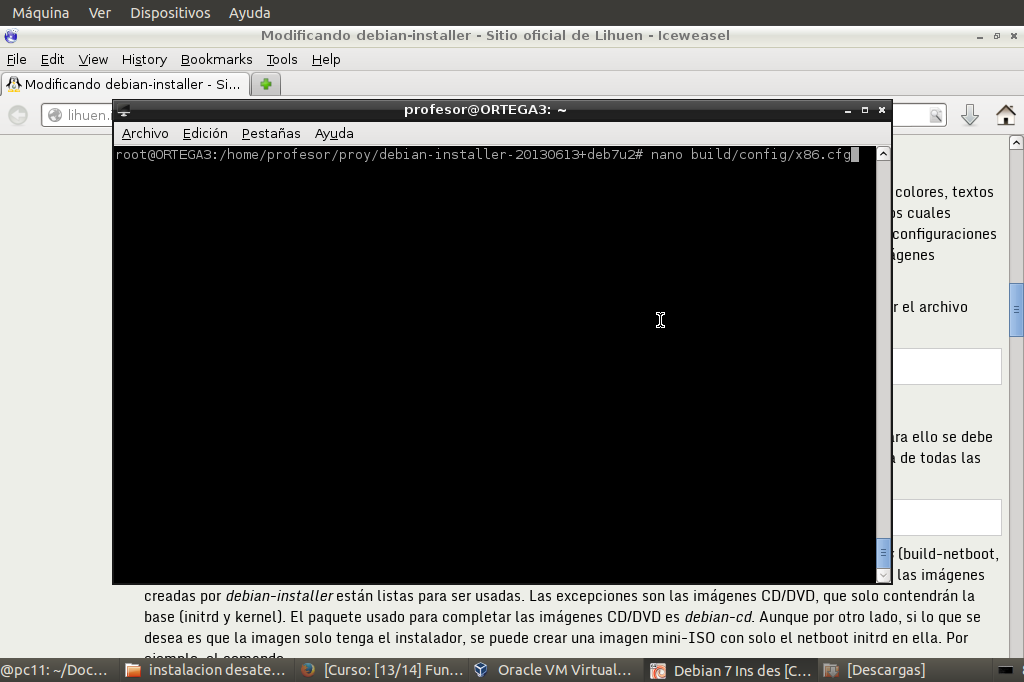 Máquina Ver Dispositivos Ayuda
Modificando debian-installer - Sitio oficial de Lihuen - Iceweasel
File Edit View History Bookmarks Tools Help
Modificando debian-installer - Si...
lihuen.
profesor@ORTEGA3: ~
Archivo Edición Pestañas Ayuda
root@ORTEGA3:/home/profesor/proy/debian-installer-20130613+deb7u2# nano build/config/x86.cfg
colores, textos
os cuales
configuraciones
ágenes
r el archivo
ara ello se debe
a de todas las
(build-netboot,
las imágenes
creadas por debian-installer están listas para ser usadas. Las excepciones son las imágenes CD/DVD, que solo contendrán la
base (initrd y kernel). El paquete usado para completar las imágenes CD/DVD es debian-cd. Aunque por otro lado, si lo que se
desea es que la imagen solo tenga el instalador, se puede crear una imagen mini-ISO con solo el netboot initrd en ella. Por
ejemplo, el comando
@pc11: ~/Doc... instalacion desate... [Curso: [13/14] Fun... Oracle VM Virtual... Debian 7 Ins des [C... [Descargas]